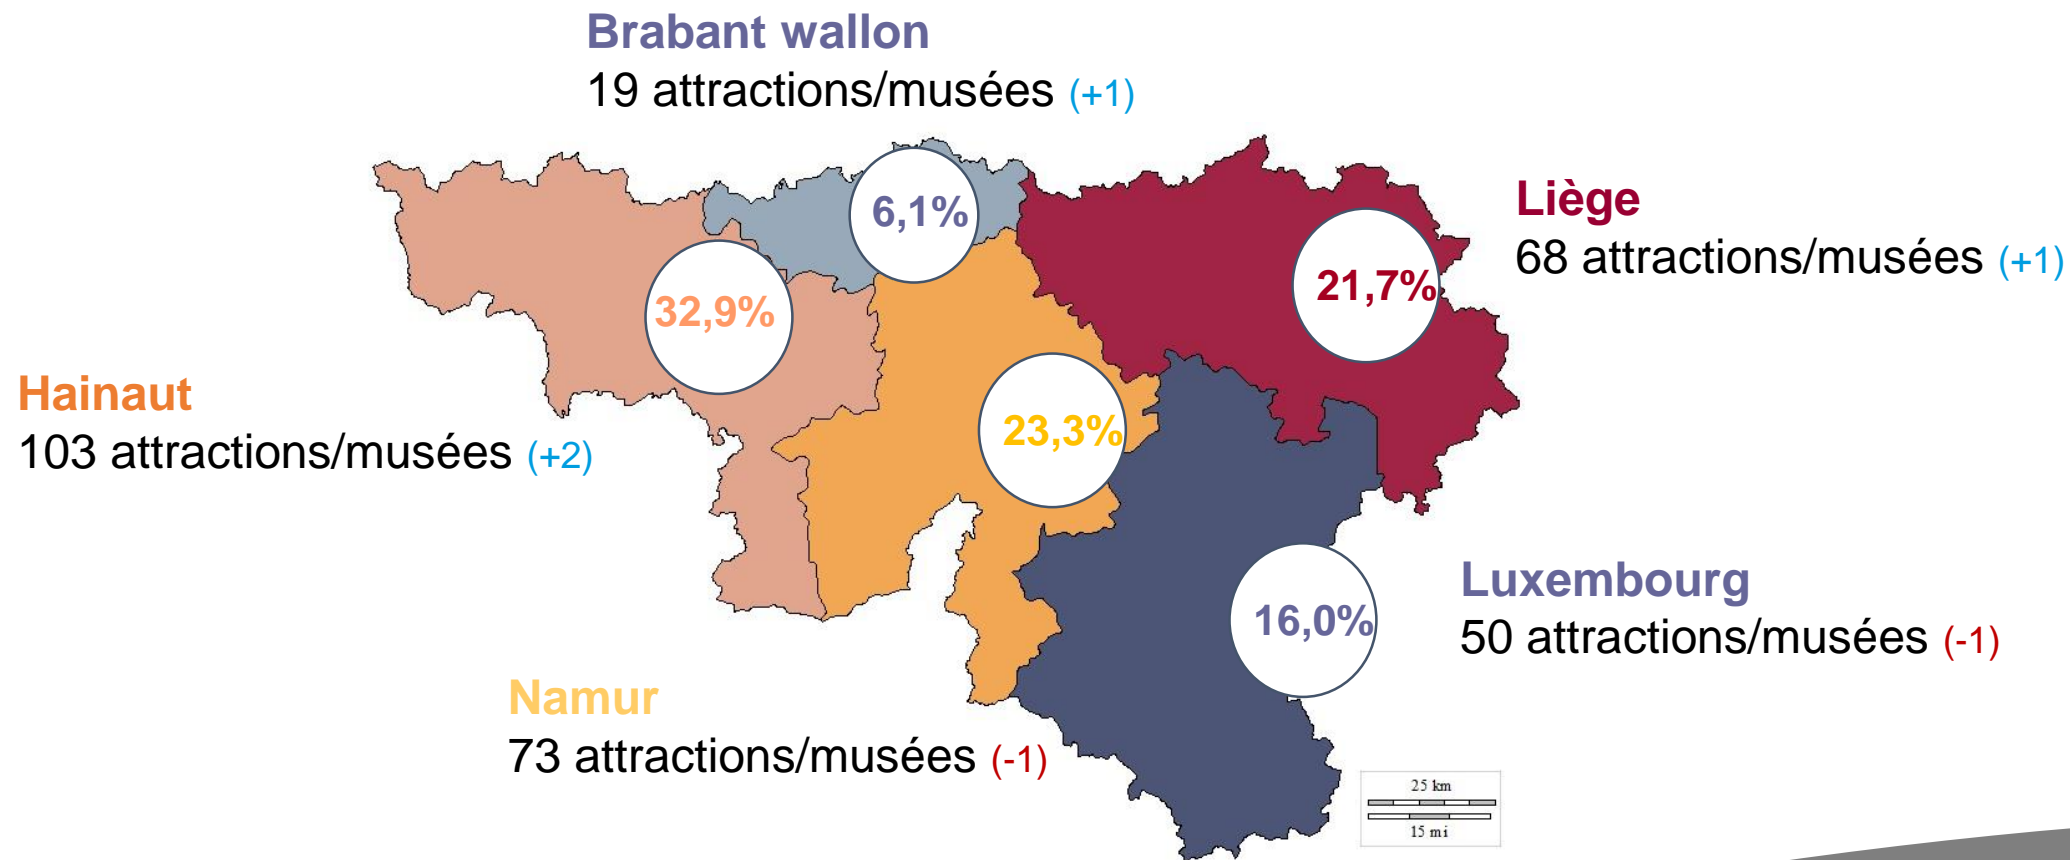 Brabant wallon
19 attractions/musées (+1)
6,1%
Liège
68 attractions/musées (+1)
21,7%
32,9%
Hainaut
103 attractions/musées (+2)
23,3%
Luxembourg
50 attractions/musées (-1)
16,0%
Namur
73 attractions/musées (-1)
25 km
15 mi